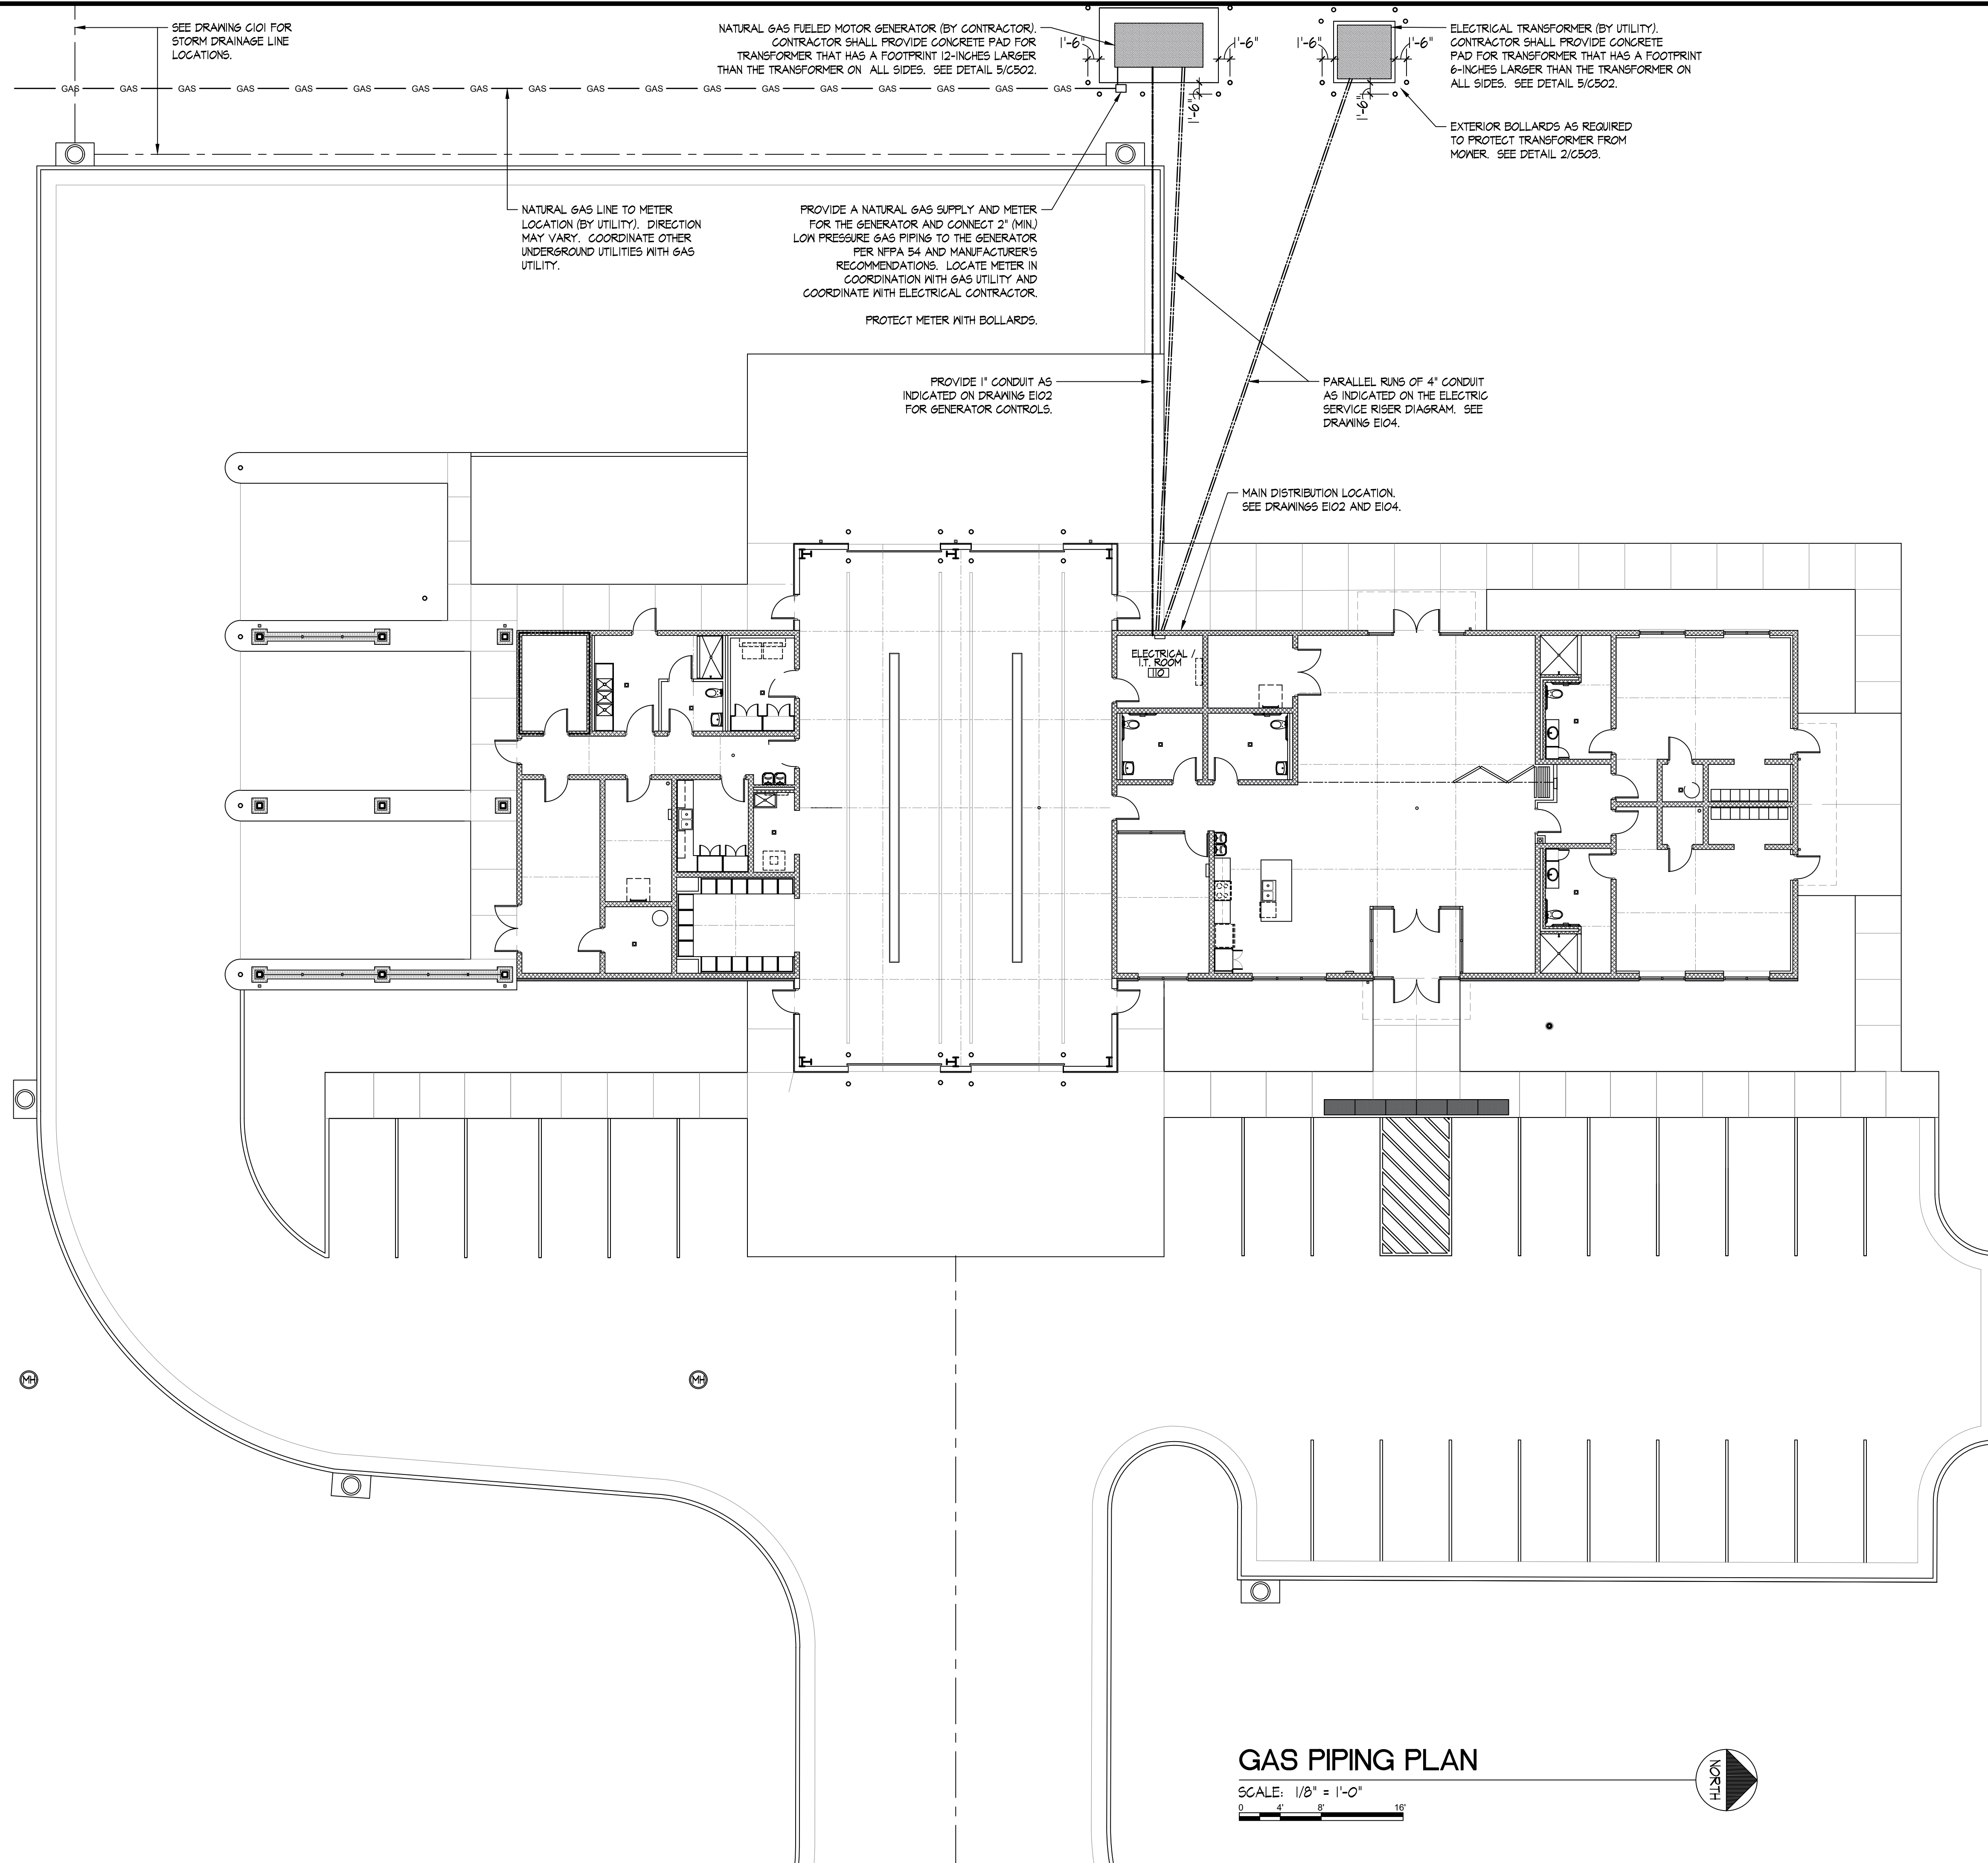 SEE DRAWING C101 FOR
STORM DRAINAGE LINE
LOCATIONS.
NATURAL GAS FUELED MOTOR GENERATOR (BY CONTRACTOR).
CONTRACTOR SHALL PROVIDE CONCRETE PAD FOR
TRANSFORMER THAT HAS A FOOTPRINT 12-INCHES LARGER
THAN THE TRANSFORMER ON ALL SIDES. SEE DETAIL 5/C502.
1'-6"
1'-6"
1'-6"
1'-6"
1'-6"
1'-6"
ELECTRICAL TRANSFORMER (BY UTILITY).
CONTRACTOR SHALL PROVIDE CONCRETE
PAD FOR TRANSFORMER THAT HAS A FOOTPRINT
6-INCHES LARGER THAN THE TRANSFORMER ON
ALL SIDES. SEE DETAIL 5/C502.
GAS GAS GAS GAS GAS GAS GAS GAS GAS GAS GAS GAS GAS GAS GAS GAS GAS GAS
EXTERIOR BOLLARDS AS REQUIRED
TO PROTECT TRANSFORMER FROM
MOWER. SEE DETAIL 2/C503.
NATURAL GAS LINE TO METER
LOCATION (BY UTILITY). DIRECTION
MAY VARY. COORDINATE OTHER
UNDERGROUND UTILITIES WITH GAS
UTILITY.
PROVIDE A NATURAL GAS SUPPLY AND METER
FOR THE GENERATOR AND CONNECT 2" (MIN.)
LOW PRESSURE GAS PIPING TO THE GENERATOR
PER NFPA 54 AND MANUFACTURER'S
RECOMMENDATIONS. LOCATE METER IN
COORDINATION WITH GAS UTILITY AND
COORDINATE WITH ELECTRICAL CONTRACTOR.
PROTECT METER WITH BOLLARDS.
PROVIDE 1" CONDUIT AS
INDICATED ON DRAWING E102
FOR GENERATOR CONTROLS.
PARALLEL RUNS OF 4" CONDUIT
AS INDICATED ON THE ELECTRIC
SERVICE RISER DIAGRAM. SEE
DRAWING E104.
MAIN DISTRIBUTION LOCATION.
SEE DRAWINGS E102 AND E104.
ELECTRICAL /
I.T. ROOM
110
MH
MH
GAS PIPING PLAN
SCALE: 1/8" = 1'-0"
0 4' 8' 16'
NORTH